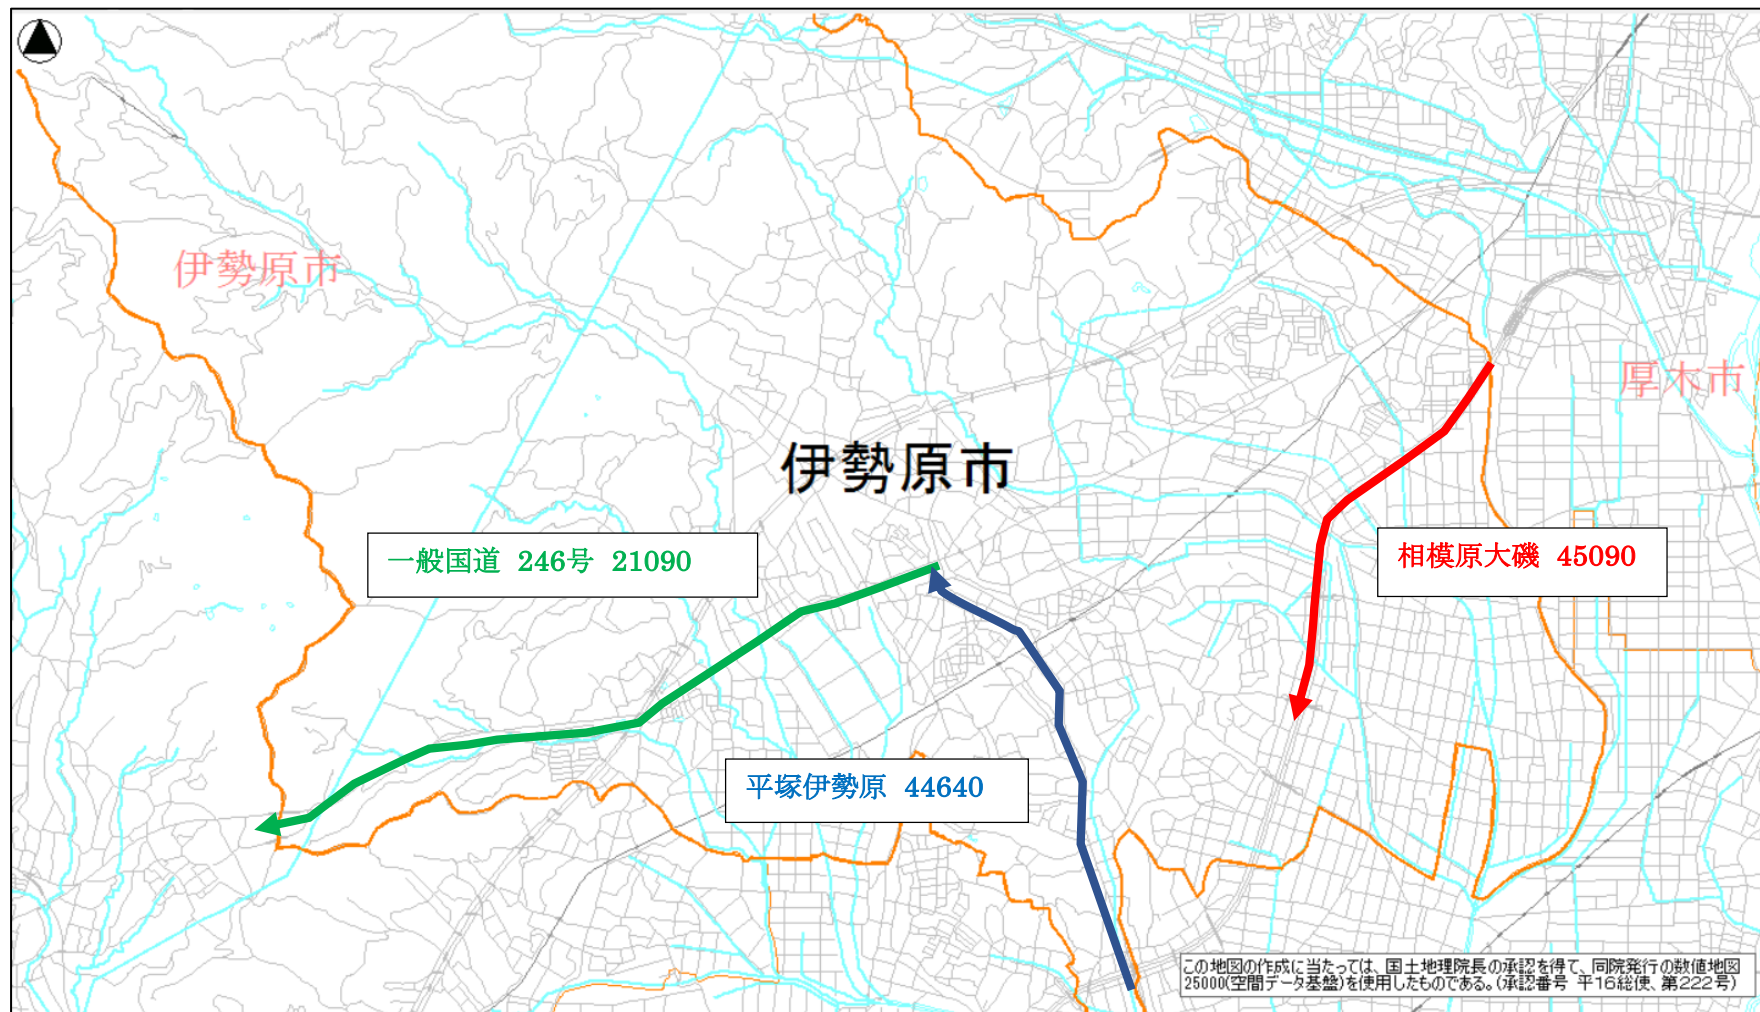 伊勢原市
厚木市
伊勢原市
一般国道 246号 21090
相模原大磯 45090
平塚伊勢原 44640
この地図の作成に当たっては、国土地理院長の承認を得て、同院発行の数値地図
25000(空間データ基盤)を使用したものである。(承認番号 平16総使、第222号)